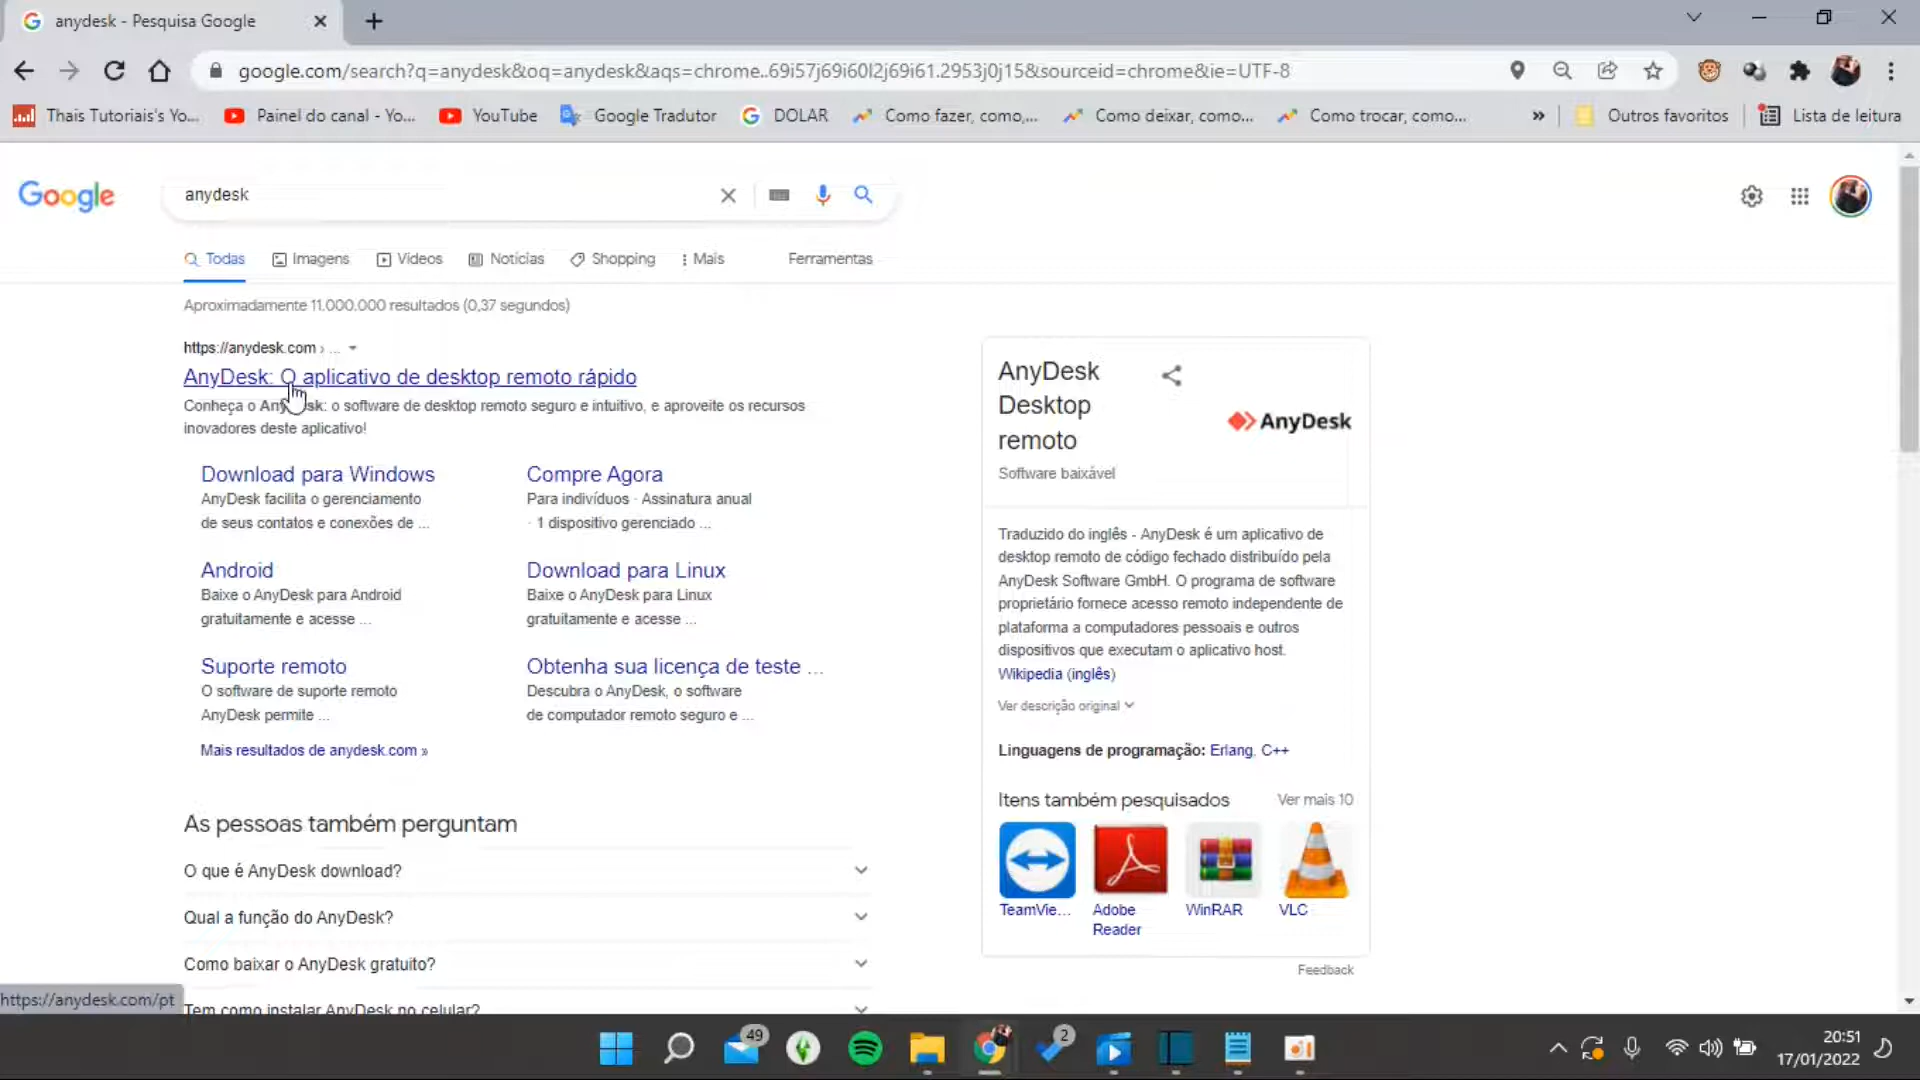 anydesk - Pesquisa Google
google.com/search?q=anydesk&oq=anydesk&aqs=chrome..69i57j69i60l2j69i61.2953j0j15&sourceid=chrome&ie=UTF-8
Thais Tutoriais's Yo... Painel do canal - Yo... YouTube Google Tradutor DOLAR Como fazer, como,... Como deixar, como... Como trocar, como... » Outros favoritos Lista de leitura
Google
anydesk
Todas Imagens Vídeos Notícias Shopping Mais Ferramentas
Aproximadamente 11.000.000 resultados (0,37 segundos)
https://anydesk.com › ...
AnyDesk: O aplicativo de desktop remoto rápido
Conheça o AnyDesk: o software de desktop remoto seguro e intuitivo, e aproveite os recursos
inovadores deste aplicativo!
Download para Windows
AnyDesk facilita o gerenciamento
de seus contatos e conexões de ...
Compre Agora
Para indivíduos · Assinatura anual
· 1 dispositivo gerenciado ...
Android
Baixe o AnyDesk para Android
gratuitamente e acesse ...
Download para Linux
Baixe o AnyDesk para Linux
gratuitamente e acesse ...
Suporte remoto
O software de suporte remoto
AnyDesk permite ...
Obtenha sua licença de teste ...
Descubra o AnyDesk, o software
de computador remoto seguro e ...
Mais resultados de anydesk.com »
As pessoas também perguntam
O que é AnyDesk download?
Qual a função do AnyDesk?
Como baixar o AnyDesk gratuito?
Tem como instalar AnyDesk no celular?
AnyDesk
Desktop
remoto
Software baixável
AnyDesk
Traduzido do inglês - AnyDesk é um aplicativo de
desktop remoto de código fechado distribuído pela
AnyDesk Software GmbH. O programa de software
proprietário fornece acesso remoto independente de
plataforma a computadores pessoais e outros
dispositivos que executam o aplicativo host.
Wikipedia (inglês)
Ver descrição original
Linguagens de programação: Erlang, C++
Itens também pesquisados Ver mais 10
TeamVie...
Adobe
Reader
WinRAR
VLC
Feedback
https://anydesk.com/pt
49
2
20:51
17/01/2022